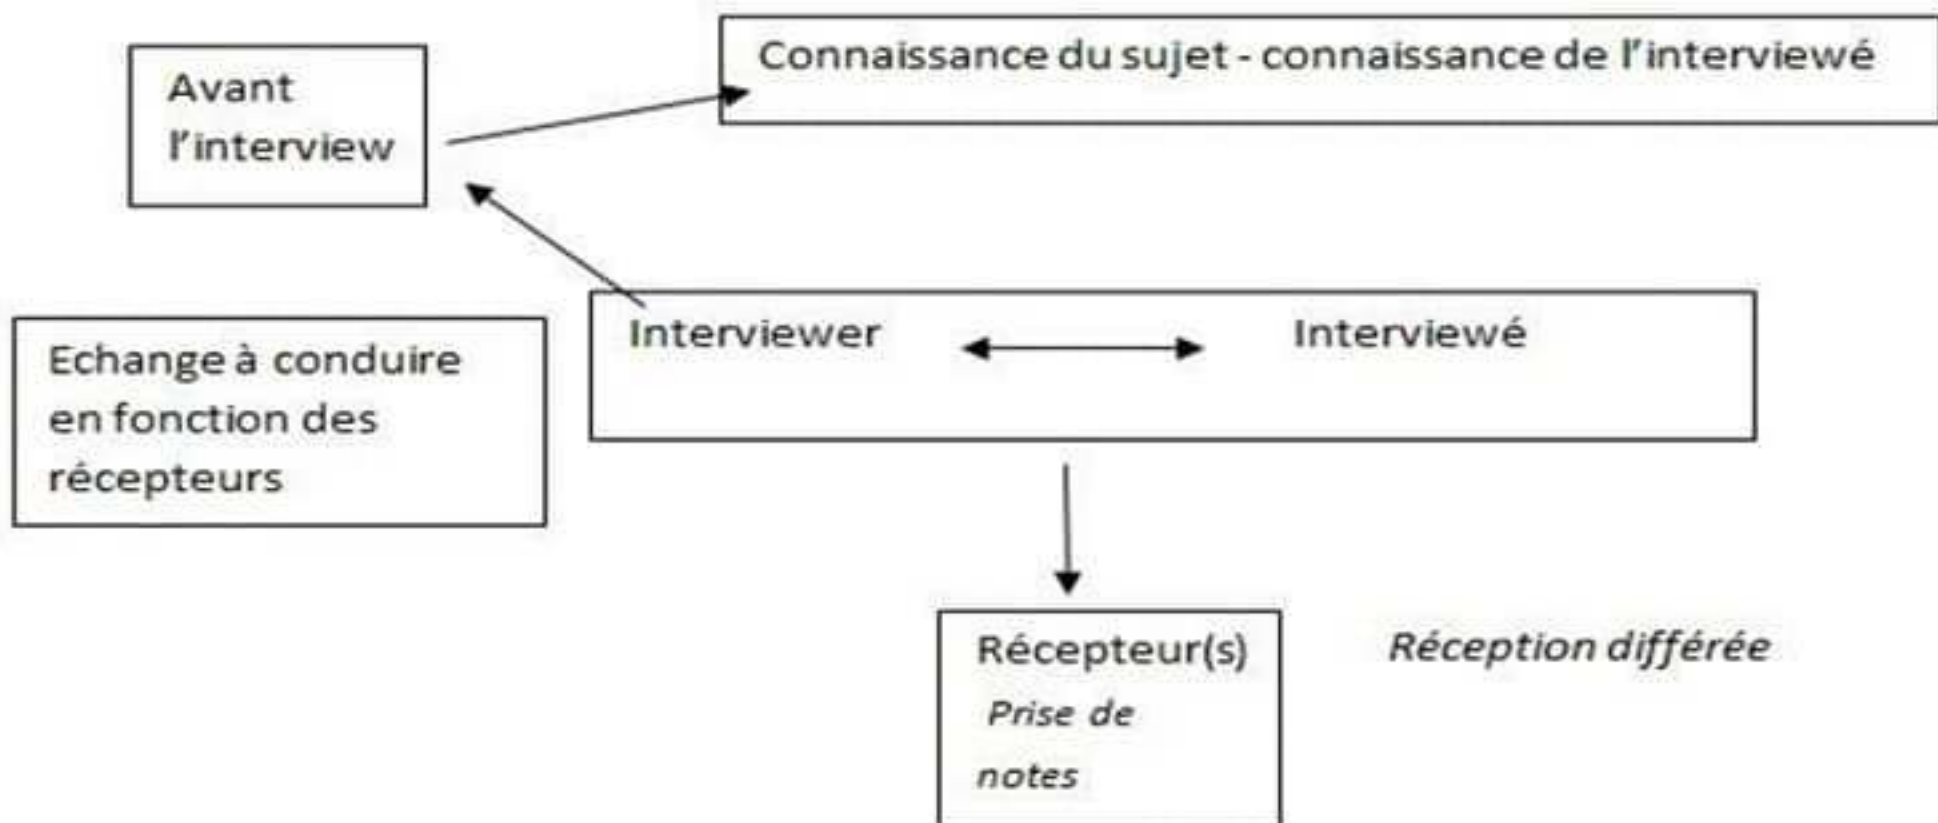 Avant
l'interview
Connaissance du sujet - connaissance de l'interviewé
Echange à conduire
en fonction des
récepteurs
Interviewer
Interviewé
Récepteur(s)
Prise de
notes
Réception différée